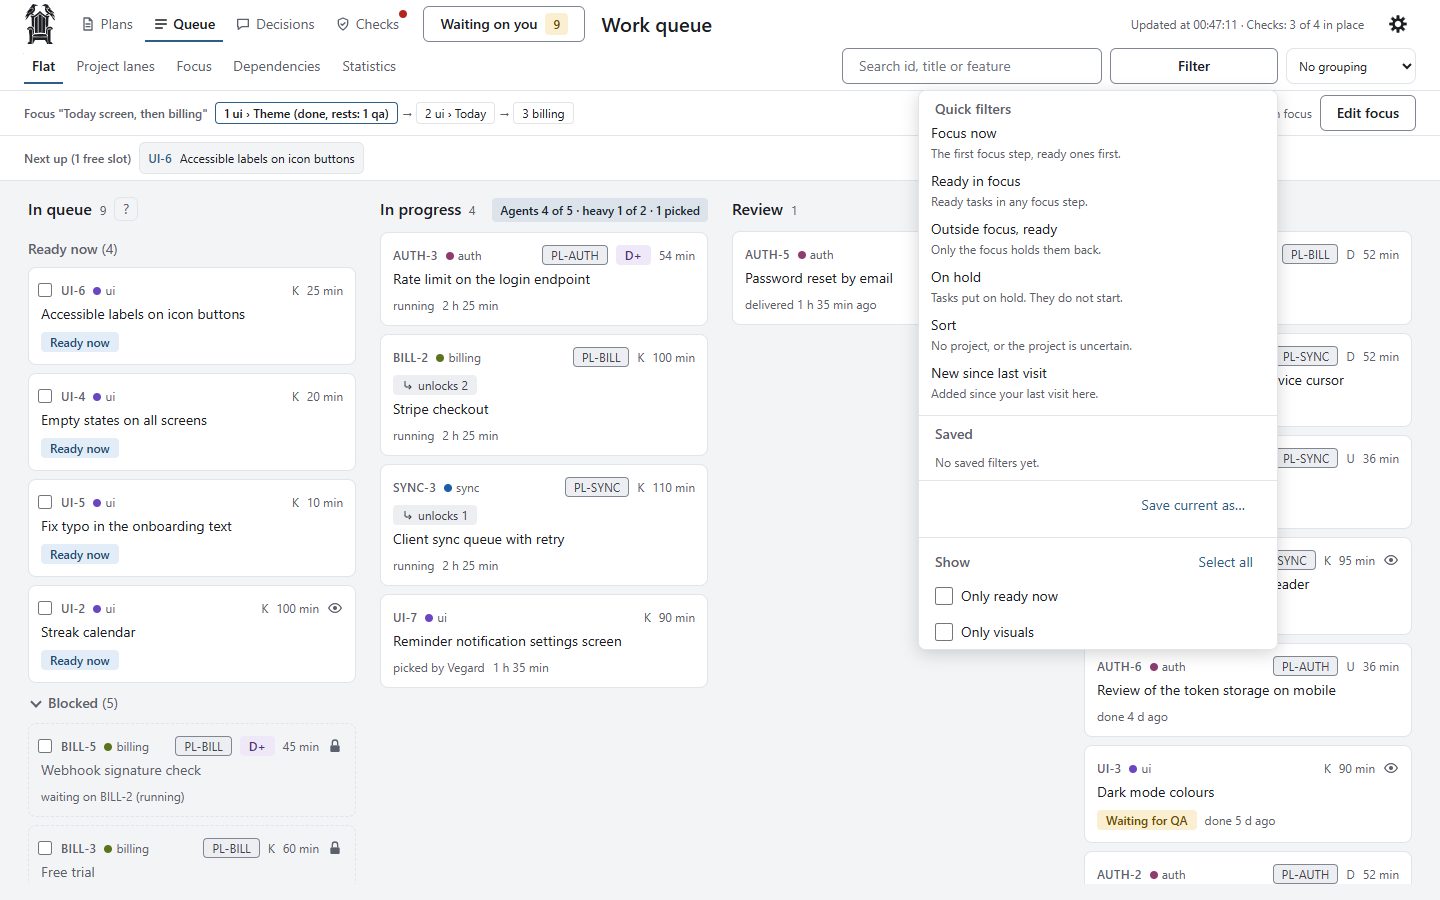 Plans
Queue
Decisions
Checks
Waiting on you 9
Work queue
Updated at 00:47:11 · Checks: 3 of 4 in place
Flat
Project lanes
Focus
Dependencies
Statistics
Search id, title or feature
Filter
No grouping
Focus "Today screen, then billing"
1 ui › Theme (done, rests: 1 qa)
→
2 ui › Today
→
3 billing
focus
Edit focus
Next up (1 free slot)
UI-6 Accessible labels on icon buttons
In queue 9 ?
Ready now (4)
UI-6 ui K 25 min
Accessible labels on icon buttons
Ready now
UI-4 ui K 20 min
Empty states on all screens
Ready now
UI-5 ui K 10 min
Fix typo in the onboarding text
Ready now
UI-2 ui K 100 min
Streak calendar
Ready now
Blocked (5)
BILL-5 billing PL-BILL D+ 45 min
Webhook signature check
waiting on BILL-2 (running)
BILL-3 billing PL-BILL K 60 min
Free trial
In progress 4
Agents 4 of 5 · heavy 1 of 2 · 1 picked
AUTH-3 auth PL-AUTH D+ 54 min
Rate limit on the login endpoint
running 2 h 25 min
BILL-2 billing PL-BILL K 100 min
↳ unlocks 2
Stripe checkout
running 2 h 25 min
SYNC-3 sync PL-SYNC K 110 min
↳ unlocks 1
Client sync queue with retry
running 2 h 25 min
UI-7 ui K 90 min
Reminder notification settings screen
picked by Vegard 1 h 35 min
Review 1
AUTH-5 auth
Password reset by email
delivered 1 h 35 min ago
Quick filters
Focus now
The first focus step, ready ones first.
Ready in focus
Ready tasks in any focus step.
Outside focus, ready
Only the focus holds them back.
On hold
Tasks put on hold. They do not start.
Sort
No project, or the project is uncertain.
New since last visit
Added since your last visit here.
Saved
No saved filters yet.
Save current as...
Show
Select all
Only ready now
Only visuals
PL-BILL D 52 min
PL-SYNC D 52 min
vice cursor
PL-SYNC U 36 min
SYNC K 95 min
eader
AUTH-6 auth PL-AUTH U 36 min
Review of the token storage on mobile
done 4 d ago
UI-3 ui K 90 min
Dark mode colours
Waiting for QA done 5 d ago
AUTH-2 auth PL-AUTH D 52 min